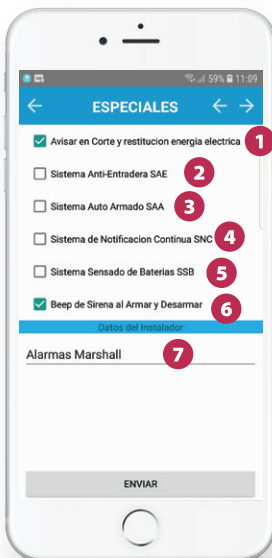 59% 11:09
ESPECIALES
Avisar en Corte y restitucion energia electrica 1
Sistema Anti-Entradera SAE 2
Sistema Auto Armado SAA 3
Sistema de Notificacion Continua SNC 4
Sistema Sensado de Baterias SSB 5
Beep de Sirena al Armar y Desarmar 6
Datos del Instalador
Alarmas Marshall 7
ENVIAR